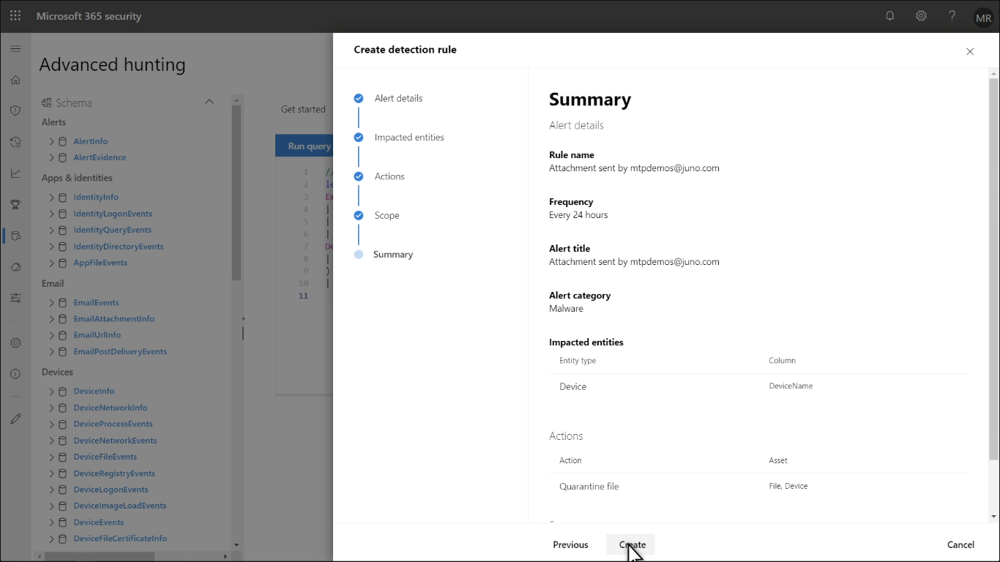 Microsoft 365 security
MR
Advanced hunting
Schema
Alerts
AlertInfo
AlertEvidence
Apps & identities
IdentityInfo
IdentityLogonEvents
IdentityQueryEvents
IdentityDirectoryEvents
AppFileEvents
Email
EmailEvents
EmailAttachmentInfo
EmailUrlInfo
EmailPostDeliveryEvents
Devices
DeviceInfo
DeviceNetworkInfo
DeviceProcessEvents
DeviceNetworkEvents
DeviceFileEvents
DeviceRegistryEvents
DeviceLogonEvents
DeviceImageLoadEvents
DeviceEvents
DeviceFileCertificateInfo
Get started
Run query
1 //
2 le
3 Em
4 |
5 |
6 |
7 De
8 |
9 )
10 |
11
Create detection rule
Alert details
Impacted entities
Actions
Scope
Summary
Summary
Alert details
Rule name
Attachment sent by mtpdemos@juno.com
Frequency
Every 24 hours
Alert title
Attachment sent by mtpdemos@juno.com
Alert category
Malware
Impacted entities
Entity type Column
Device DeviceName
Actions
Action Asset
Quarantine file File, Device
Previous Create Cancel